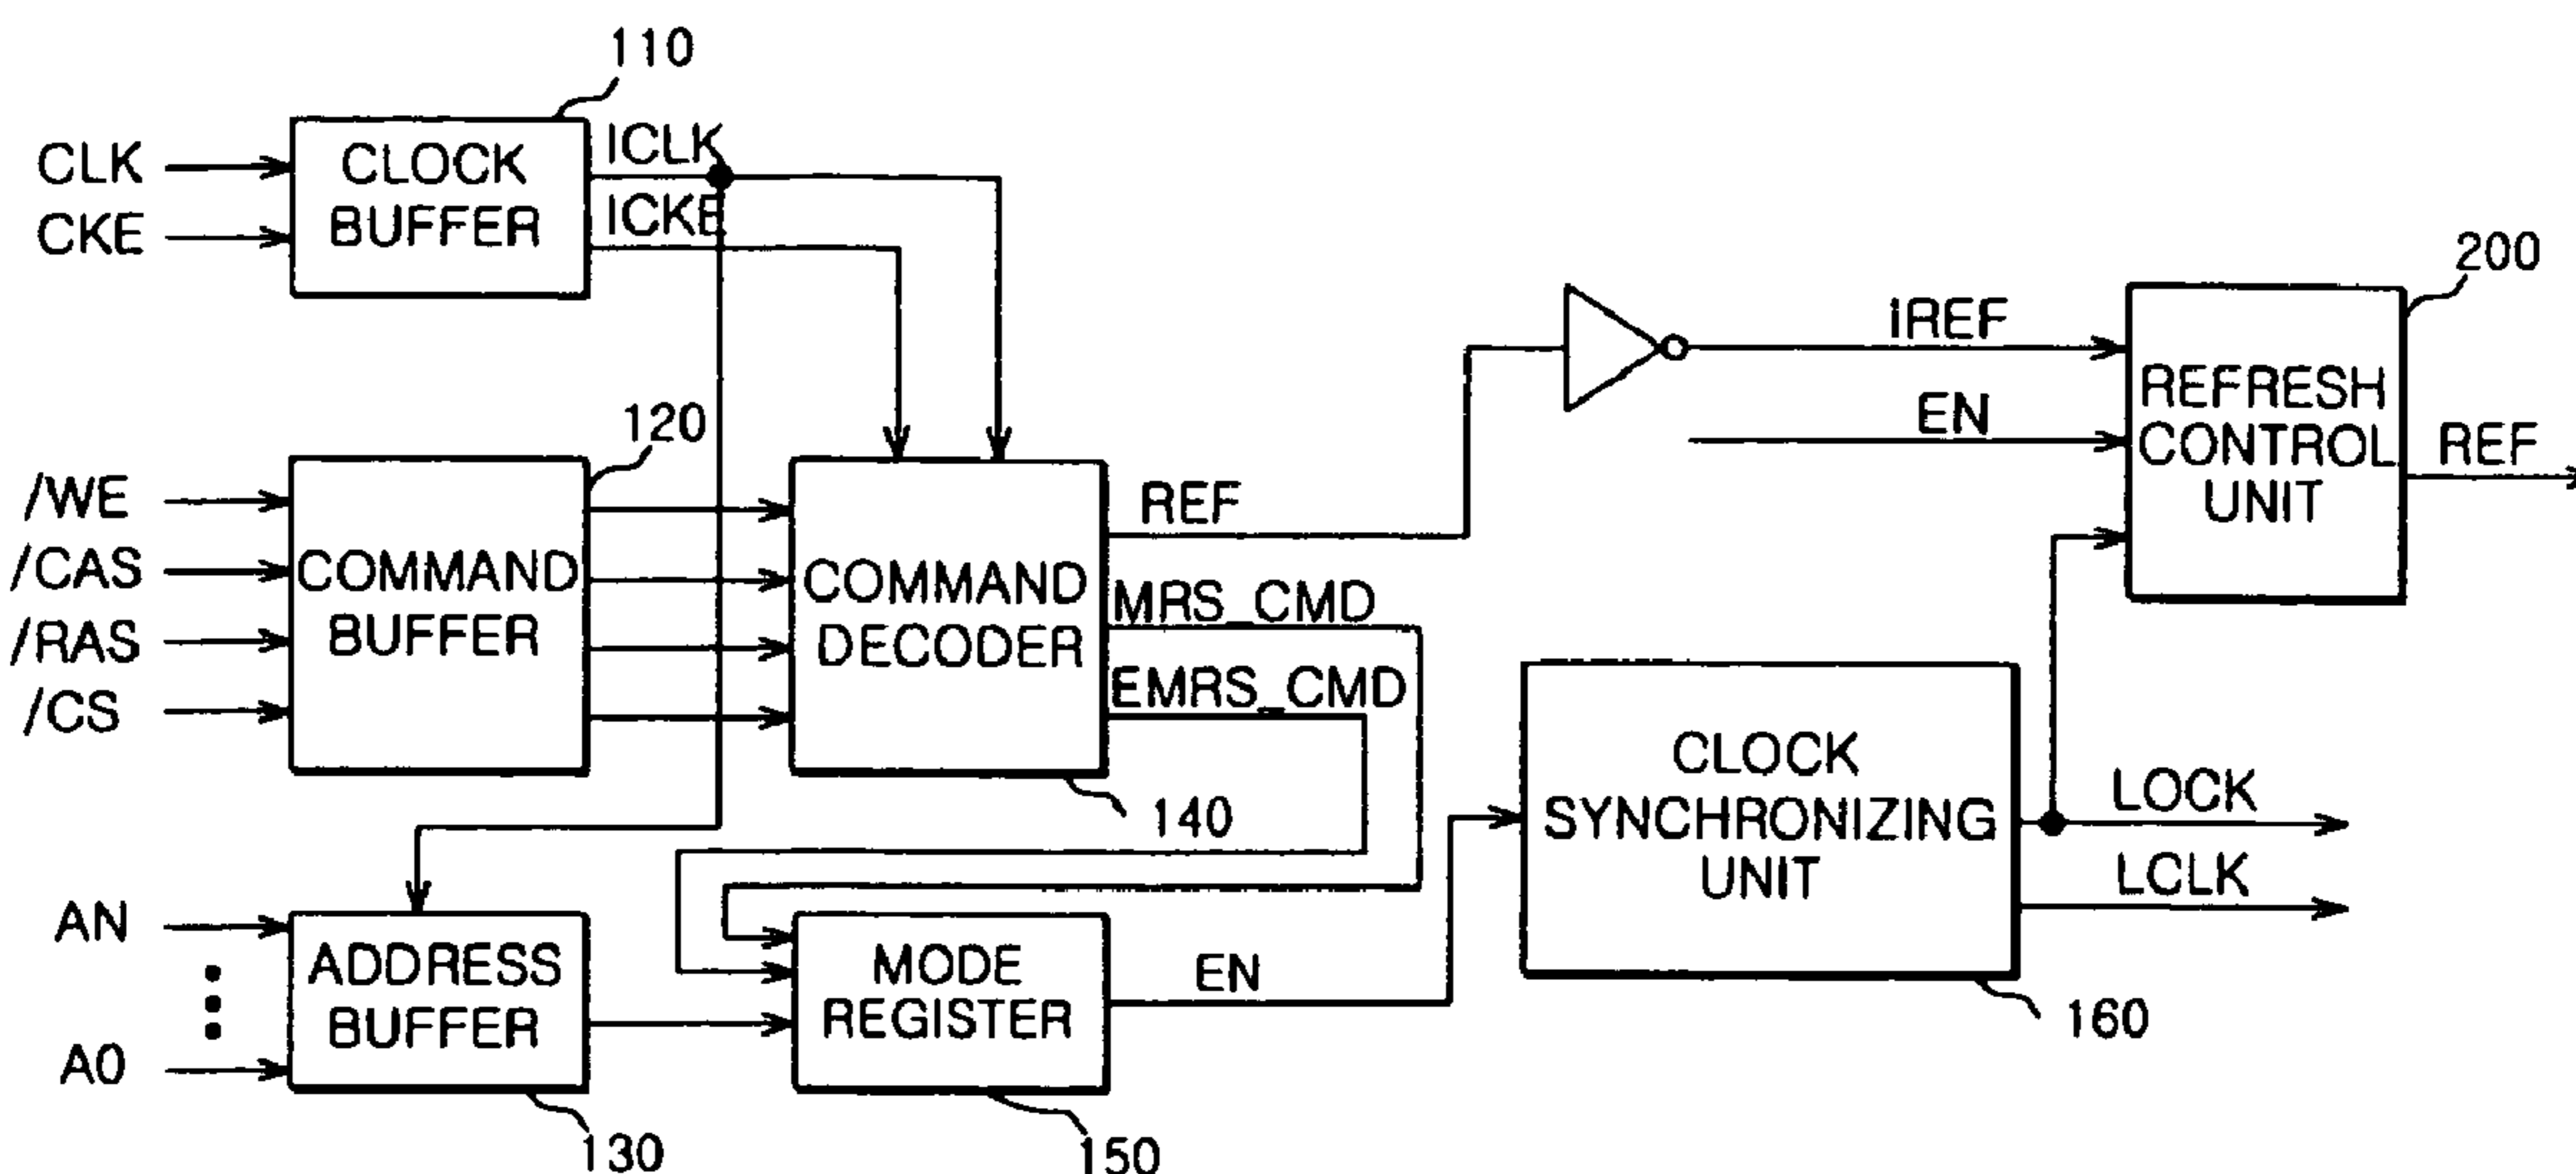 110
CLK
CKE
CLOCK
BUFFER
ICLK
ICKE
200
IREF
EN
REFRESH
CONTROL
UNIT
REF
120
/WE
/CAS
/RAS
/CS
COMMAND
BUFFER
COMMAND
DECODER
REF
MRS_CMD
EMRS_CMD
140
CLOCK
SYNCHRONIZING
UNIT
LOCK
LCLK
160
AN
A0
ADDRESS
BUFFER
130
MODE
REGISTER
EN
150